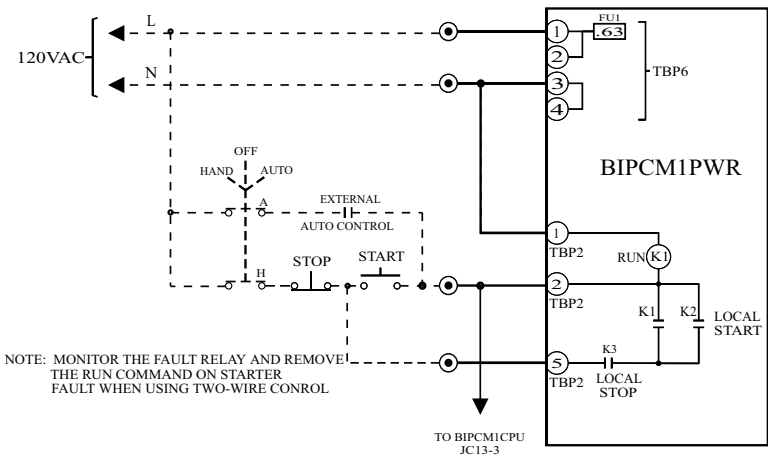 L
FU1
1
.63
120VAC
2
TBP6
N
3
4
BIPCM1PWR
OFF
HAND
AUTO
A
EXTERNAL
AUTO CONTROL
1
TBP2
RUN
K1
STOP
START
H
2
TBP2
K1
K2
LOCAL
START
K3
5
TBP2
LOCAL
STOP
NOTE: MONITOR THE FAULT RELAY AND REMOVE
THE RUN COMMAND ON STARTER
FAULT WHEN USING TWO-WIRE CONROL
TO BIPCM1CPU
JC13-3